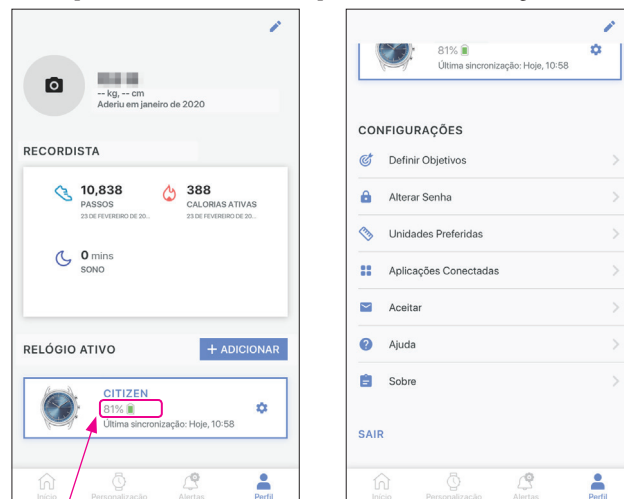 -- kg, -- cm
Aderiu em janeiro de 2020
RECORDISTA
10,838
PASSOS
23 DE FEVEREIRO DE 20...
388
CALORIAS ATIVAS
23 DE FEVEREIRO DE 20...
0 mins
SONO
RELÓGIO ATIVO
+ ADICIONAR
CITIZEN
81%
Última sincronização: Hoje, 10:58
Início
Personalização
Alertas
Perfil
81%
Última sincronização: Hoje, 10:58
CONFIGURAÇÕES
Definir Objetivos
Alterar Senha
Unidades Preferidas
Aplicações Conectadas
Aceitar
Ajuda
Sobre
SAIR
Início
Personalização
Alertas
Perfil